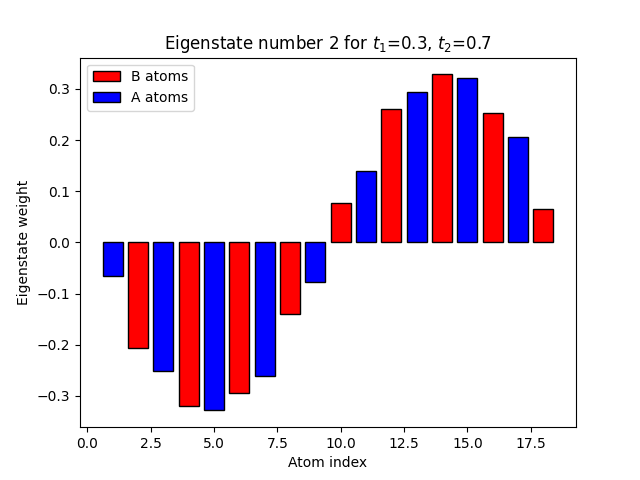 Eigenstate number 2 for $t_1$=0.3, $t_2$=0.7
B atoms
A atoms
Eigenstate weight
0.3
0.2
0.1
0.0
−0.1
−0.2
−0.3
0.0 2.5 5.0 7.5 10.0 12.5 15.0 17.5
Atom index